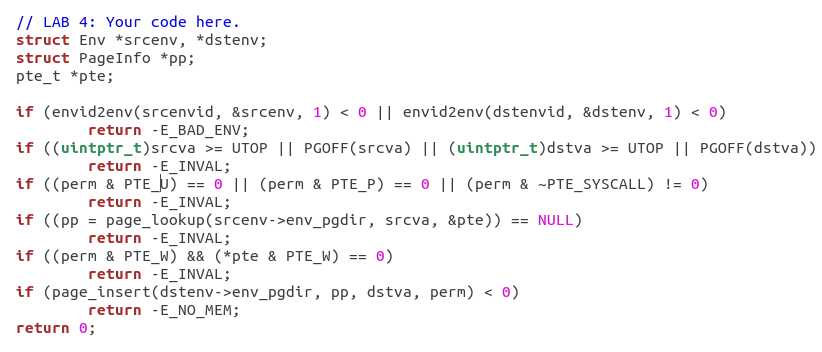 // LAB 4: Your code here.
struct Env *srcenv, *dstenv;
struct PageInfo *pp;
pte_t *pte;

if (envid2env(srcenvid, &srcenv, 1) < 0 || envid2env(dstenvid, &dstenv, 1) < 0)
        return -E_BAD_ENV;
if ((uintptr_t)srcva >= UTOP || PGOFF(srcva) || (uintptr_t)dstva >= UTOP || PGOFF(dstva))
        return -E_INVAL;
if ((perm & PTE_U) == 0 || (perm & PTE_P) == 0 || (perm & ~PTE_SYSCALL) != 0)
        return -E_INVAL;
if ((pp = page_lookup(srcenv->env_pgdir, srcva, &pte)) == NULL)
        return -E_INVAL;
if ((perm & PTE_W) && (*pte & PTE_W) == 0)
        return -E_INVAL;
if (page_insert(dstenv->env_pgdir, pp, dstva, perm) < 0)
        return -E_NO_MEM;
return 0;